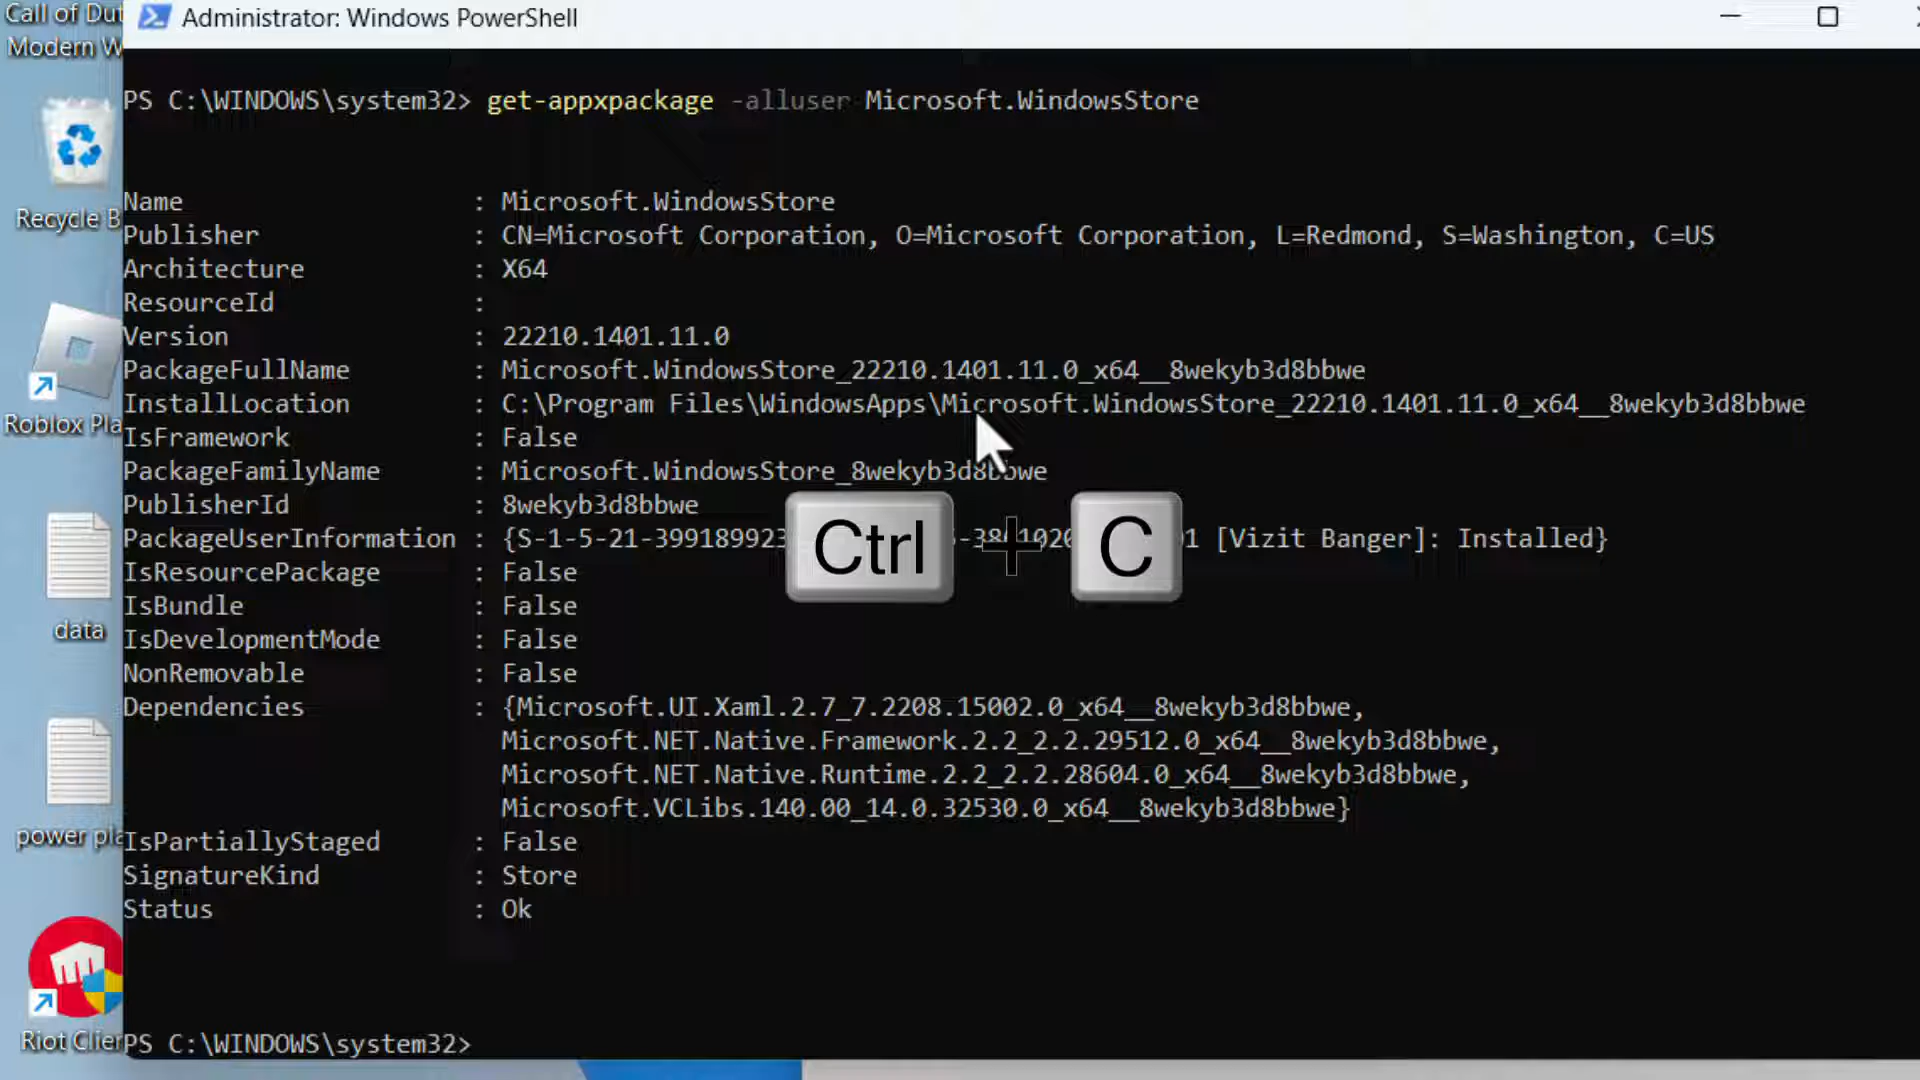 Call of Dut
Modern W
Administrator: Windows PowerShell
PS C:\WINDOWS\system32> get-appxpackage -alluser Microsoft.WindowsStore
Name : Microsoft.WindowsStore
Recycle B
Publisher : CN=Microsoft Corporation, O=Microsoft Corporation, L=Redmond, S=Washington, C=US
Architecture : X64
ResourceId :
Version : 22210.1401.11.0
PackageFullName : Microsoft.WindowsStore_22210.1401.11.0_x64__8wekyb3d8bbwe
InstallLocation : C:\Program Files\WindowsApps\Microsoft.WindowsStore_22210.1401.11.0_x64__8wekyb3d8bbwe
Roblox Pla
IsFramework : False
PackageFamilyName : Microsoft.WindowsStore_8wekyb3d8bbwe
PublisherId : 8wekyb3d8bbwe
PackageUserInformation : {S-1-5-21-399189923 [Vizit Banger]: Installed}
Ctrl + C
IsResourcePackage : False
IsBundle : False
data
IsDevelopmentMode : False
NonRemovable : False
Dependencies : {Microsoft.UI.Xaml.2.7_7.2208.15002.0_x64__8wekyb3d8bbwe,
Microsoft.NET.Native.Framework.2.2_2.2.29512.0_x64__8wekyb3d8bbwe,
Microsoft.NET.Native.Runtime.2.2_2.2.28604.0_x64__8wekyb3d8bbwe,
Microsoft.VCLibs.140.00_14.0.32530.0_x64__8wekyb3d8bbwe}
power pla
IsPartiallyStaged : False
SignatureKind : Store
Status : Ok
Riot Clien
PS C:\WINDOWS\system32>